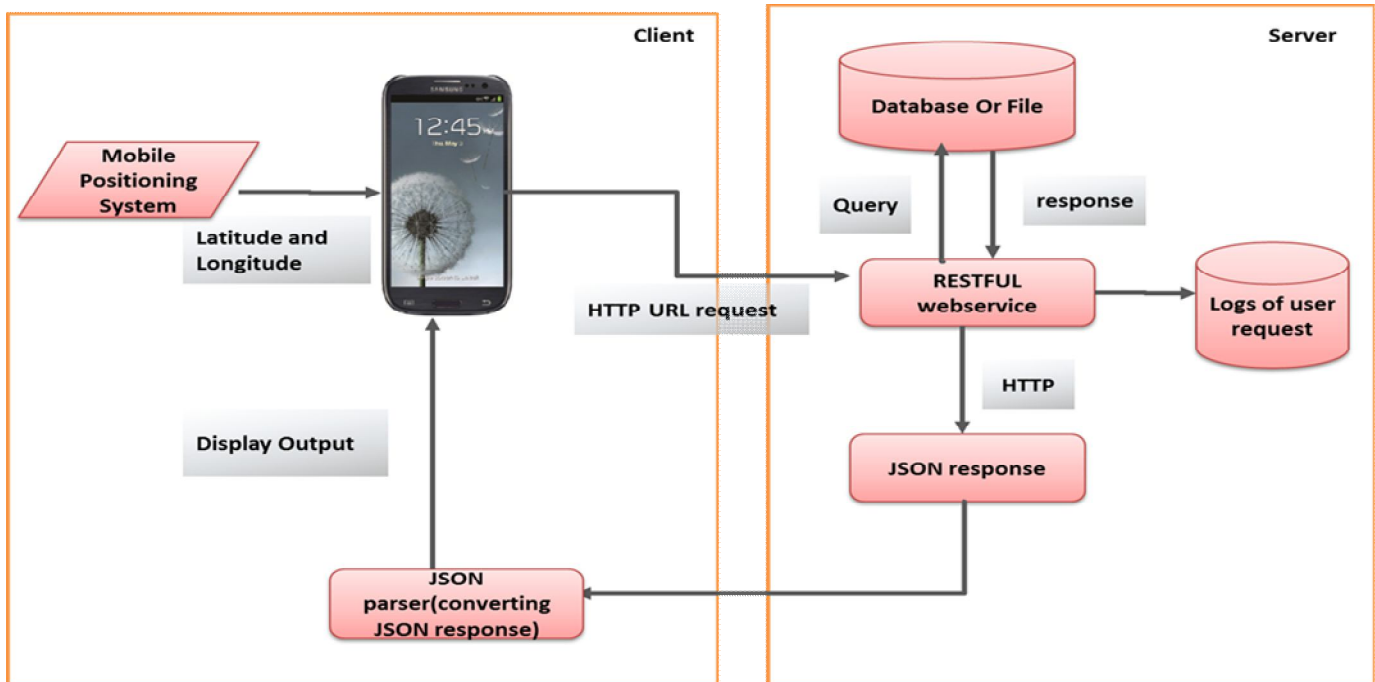 Client
Server
SAMSUNG
12:45
Mobile
Positioning
System
Latitude and
Longitude
HTTP URL request
Database Or File
Query
response
RESTFUL
webservice
Logs of user
request
HTTP
JSON response
Display Output
JSON
parser(converting
JSON response)